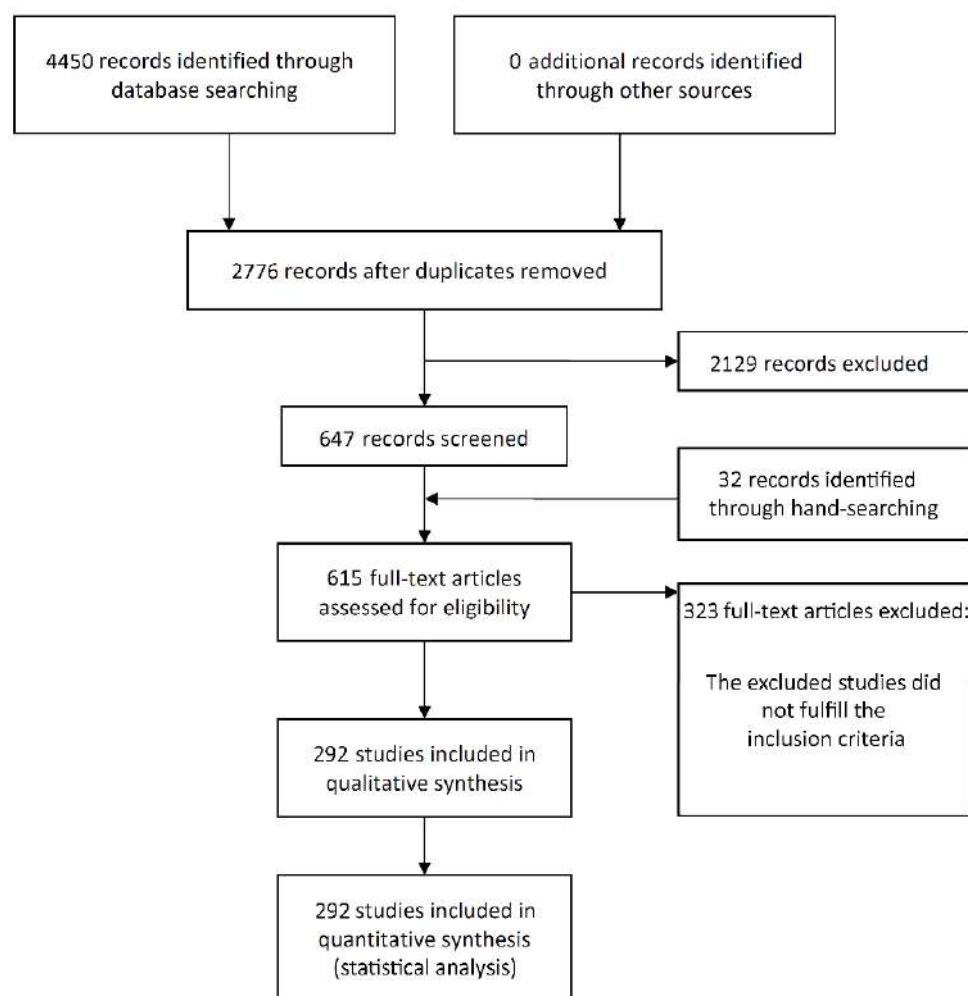 4450 records identified through
database searching
0 additional records identified
through other sources
2776 records after duplicates removed
2129 records excluded
647 records screened
32 records identified
through hand-searching
615 full-text articles
assessed for eligibility
323 full-text articles excluded:
The excluded studies did
not fulfill the
inclusion criteria
292 studies included in
qualitative synthesis
292 studies included in
quantitative synthesis
(statistical analysis)